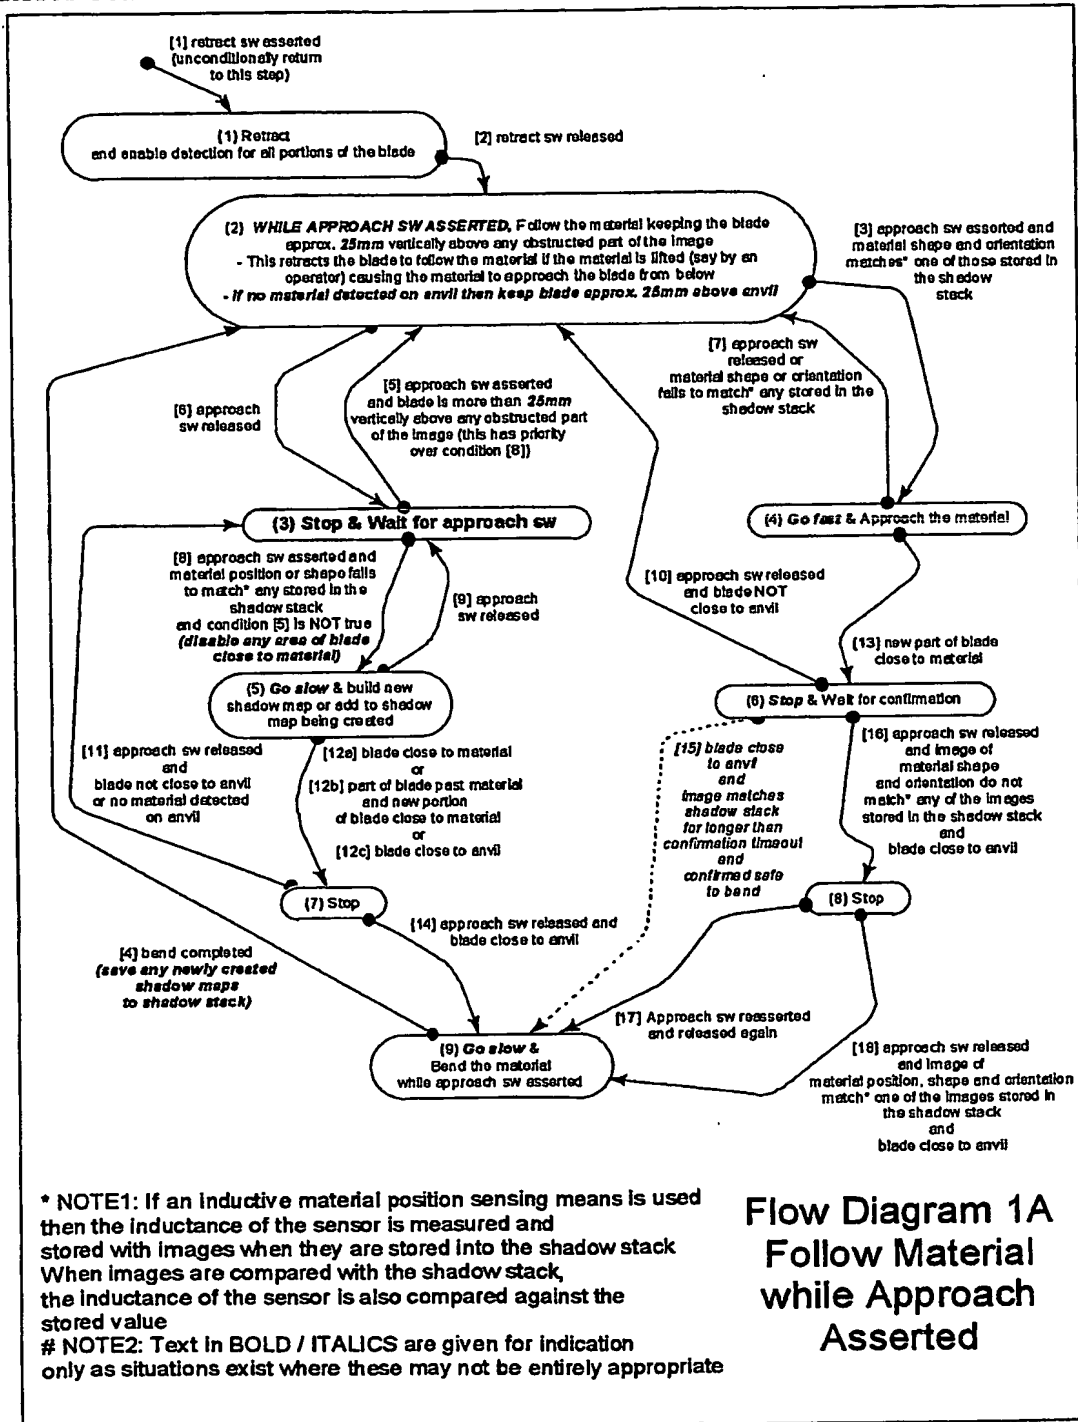 [1] retract sw asserted
(unconditionally return
to this step)
(1) Retract
and enable detection for all portions of the blade
[2] retract sw released
(2) WHILE APPROACH SW ASSERTED, Follow the material keeping the blade
approx. 25mm vertically above any obstructed part of the image
- This retracts the blade to follow the material if the material is lifted (say by an
operator) causing the material to approach the blade from below
- If no material detected on anvil then keep blade approx. 25mm above anvil
[3] approach sw asserted and
material shape and orientation
matches* one of those stored in
the shadow
stack
[7] approach sw
released or
material shape or orientation
fails to match* any stored in the
shadow stack
[5] approach sw asserted
and blade is more than 25mm
vertically above any obstructed part
of the image (this has priority
over condition [8])
[6] approach
sw released
(3) Stop & Wait for approach sw
(4) Go fast & Approach the material
[8] approach sw asserted and
material position or shape fails
to match* any stored in the
shadow stack
and condition [5] is NOT true
(disable any area of blade
close to material)
[9] approach
sw released
[10] approach sw released
and blade NOT
close to anvil
[13] new part of blade
close to material
(5) Go slow & build new
shadow map or add to shadow
map being created
(6) Stop & Wait for confirmation
[11] approach sw released
and
blade not close to anvil
or no material detected
on anvil
[12a] blade close to material
or
[12b] part of blade past material
and new portion
of blade close to material
or
[12c] blade close to anvil
[15] blade close
to anvil
and
image matches
shadow stack
for longer than
confirmation timeout
and
confirmed safe
to bend
[16] approach sw released
and image of
material shape
and orientation do not
match* any of the images
stored in the shadow stack
and
blade close to anvil
(7) Stop
(8) Stop
[14] approach sw released and
blade close to anvil
[4] bend completed
(save any newly created
shadow maps
to shadow stack)
[17] Approach sw reasserted
and released again
(9) Go slow &
Bend the material
while approach sw asserted
[18] approach sw released
and image of
material position, shape and orientation
match* one of the images stored in
the shadow stack
and
blade close to anvil
* NOTE1: If an inductive material position sensing means is used
then the inductance of the sensor is measured and
stored with images when they are stored into the shadow stack
When images are compared with the shadow stack,
the inductance of the sensor is also compared against the
stored value
# NOTE2: Text in BOLD / ITALICS are given for indication
only as situations exist where these may not be entirely appropriate
Flow Diagram 1A
Follow Material
while Approach
Asserted